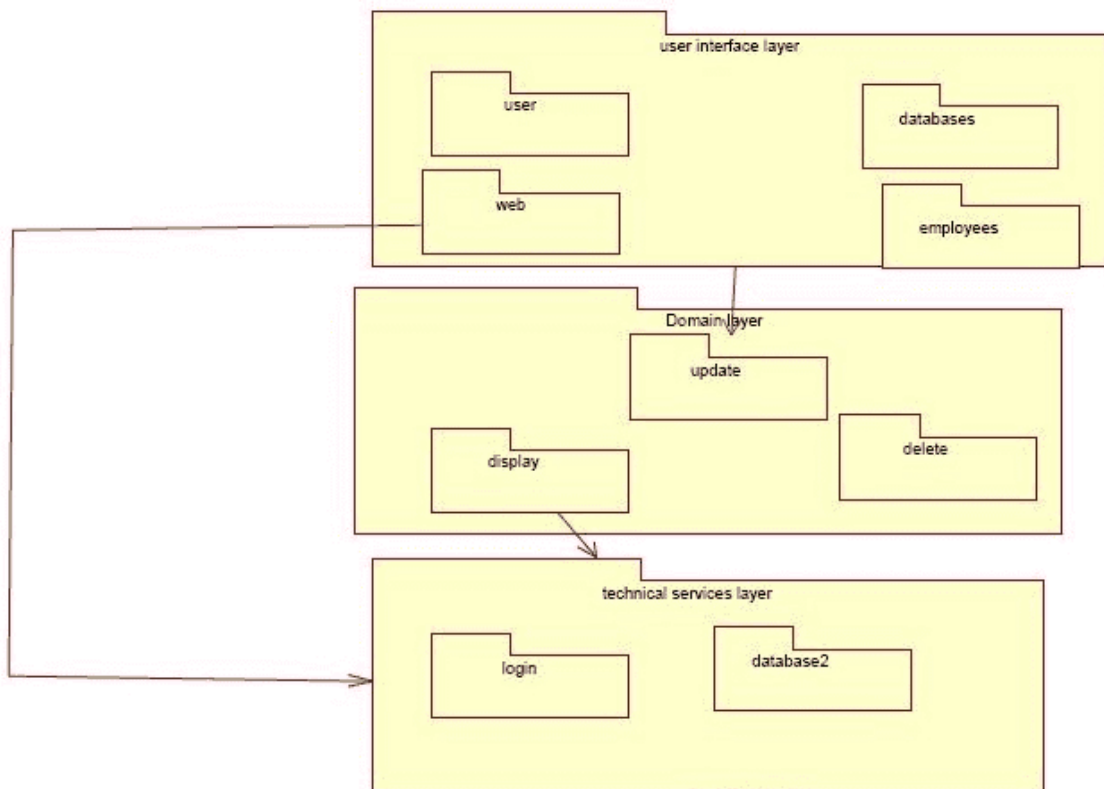 user interface layer
user
databases
web
employees
Domain layer
update
display
delete
technical services layer
login
database2